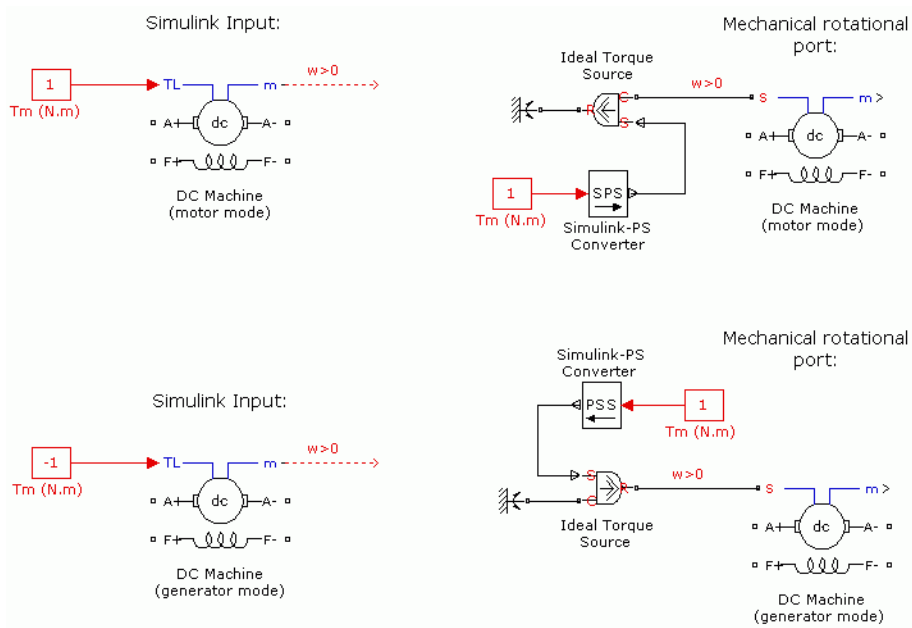 Simulink Input:
1
Tm (N.m)
TL
m
w>0
A+
dc
A-
F+
F-
DC Machine
(motor mode)
Mechanical rotational
port:
Ideal Torque
Source
R
C
S
w>0
S
m
A+
dc
A-
F+
F-
DC Machine
(motor mode)
1
Tm (N.m)
SPS
Simulink-PS
Converter
Simulink Input:
-1
Tm (N.m)
TL
m
w>0
A+
dc
A-
F+
F-
DC Machine
(generator mode)
Mechanical rotational
port:
Simulink-PS
Converter
PSS
1
Tm (N.m)
S
C
R
w>0
Ideal Torque
Source
S
m
A+
dc
A-
F+
F-
DC Machine
(generator mode)